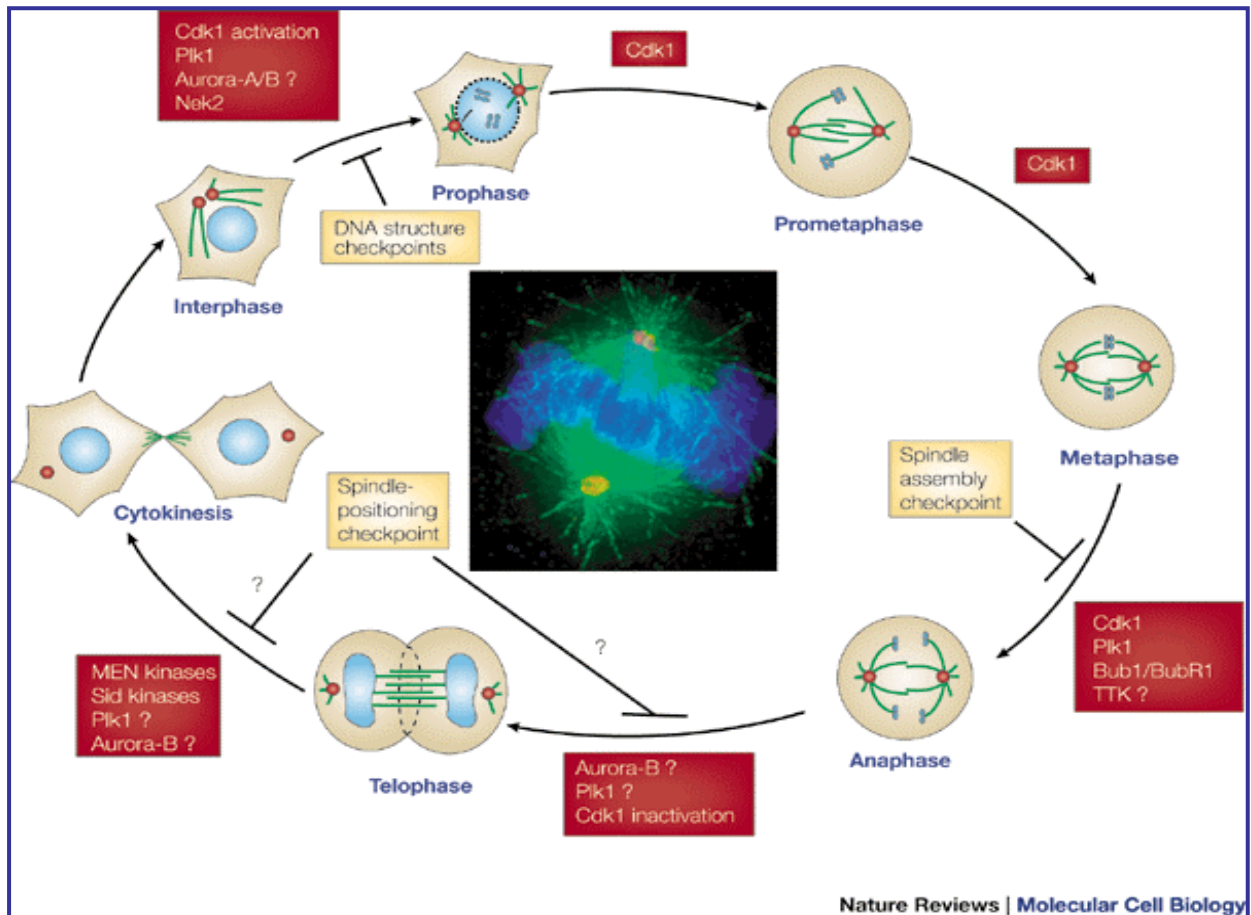 Cdk1 activation
Plk1
Aurora-A/B ?
Nek2
Cdk1
Prophase
Prometaphase
Cdk1
DNA structure
checkpoints
Interphase
Metaphase
Spindle
assembly
checkpoint
Cytokinesis
Spindle-
positioning
checkpoint
?
?
MEN kinases
Sid kinases
Plk1 ?
Aurora-B ?
Telophase
Aurora-B ?
Plk1 ?
Cdk1 inactivation
Anaphase
Cdk1
Plk1
Bub1/BubR1
TTK ?
Nature Reviews | Molecular Cell Biology